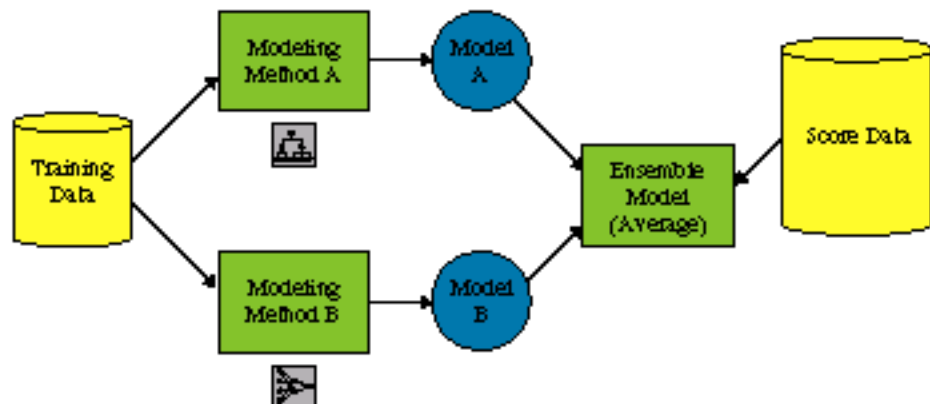 Training
Data
Modeling
Method A
Model
A
Modeling
Method B
Model
B
Ensemble
Model
(Average)
Score Data